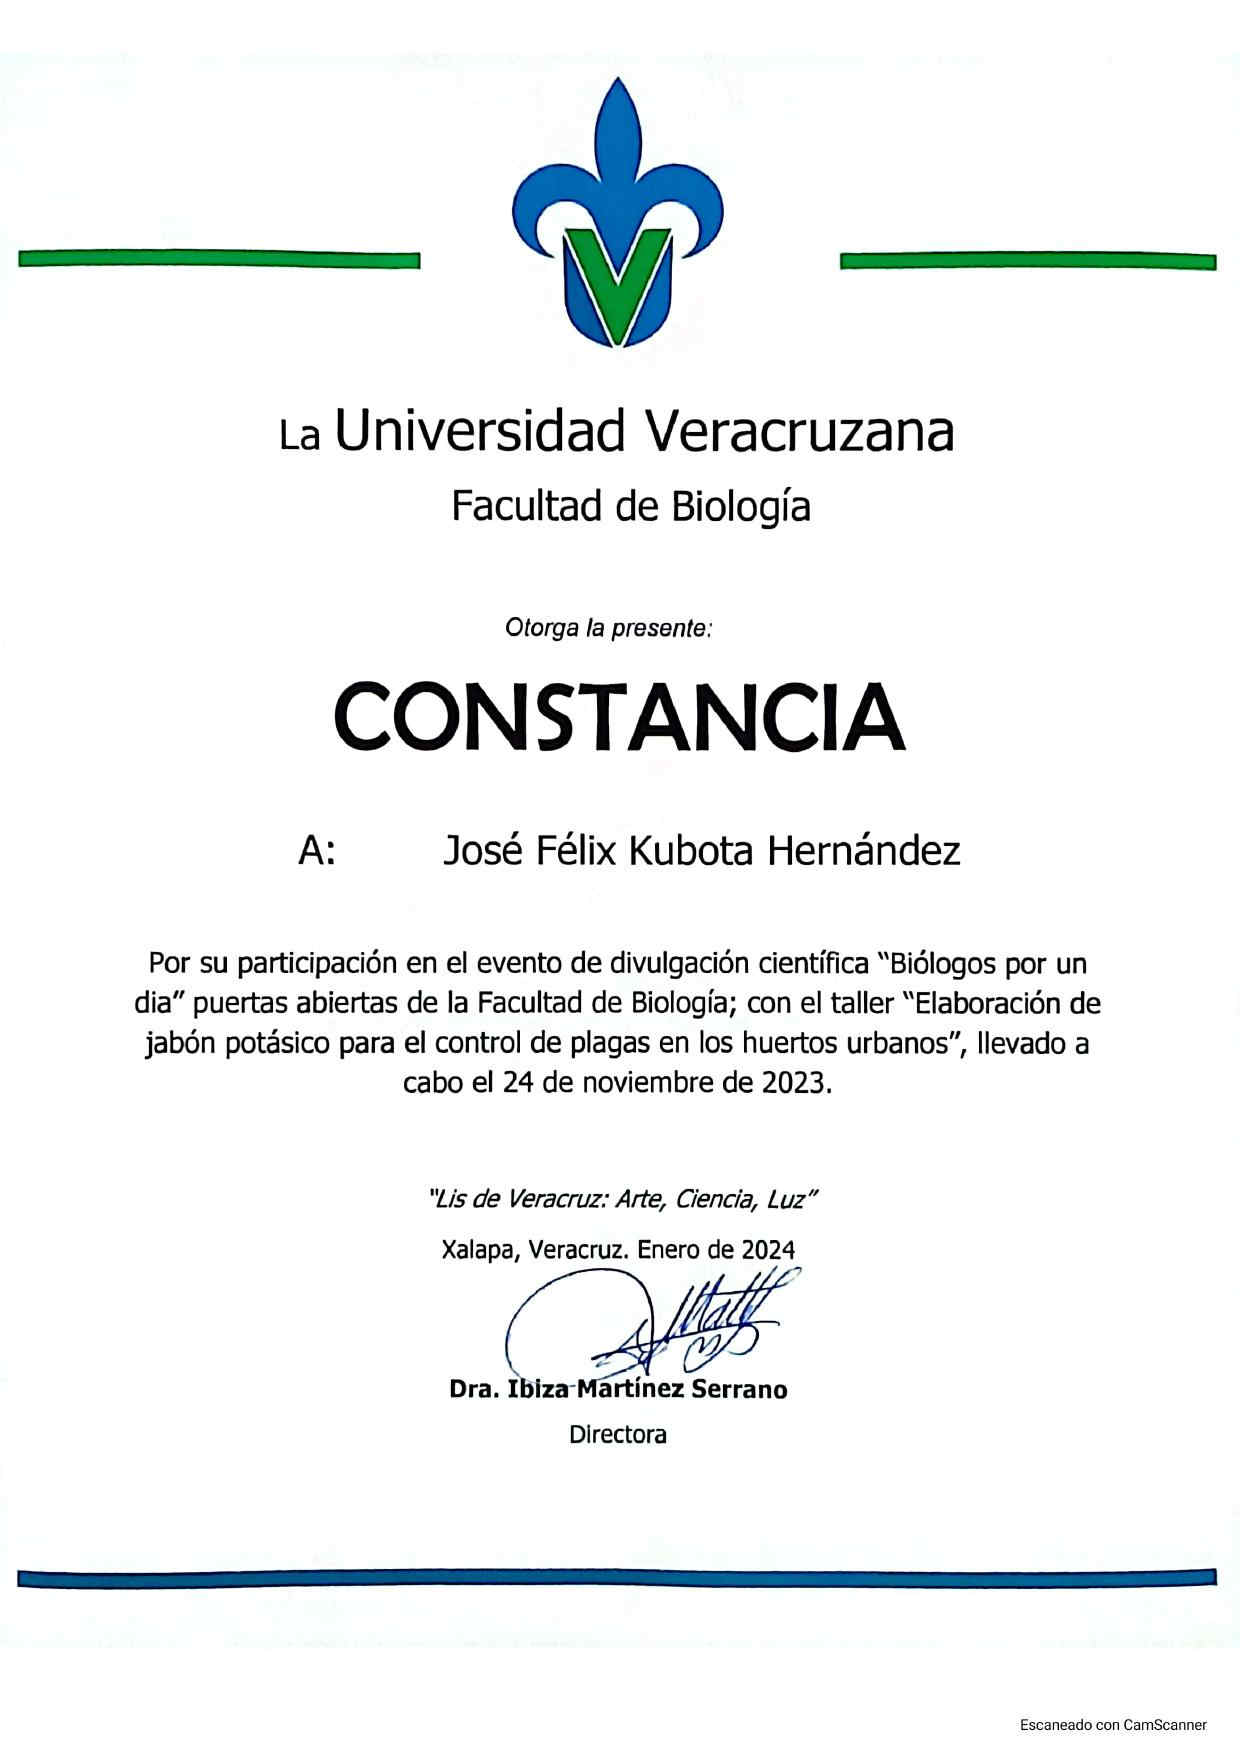 La Universidad Veracruzana
Facultad de Biología
Otorga la presente:
CONSTANCIA
A: José Félix Kubota Hernández
Por su participación en el evento de divulgación científica “Biólogos por un
dia” puertas abiertas de la Facultad de Biología; con el taller “Elaboración de
jabón potásico para el control de plagas en los huertos urbanos”, llevado a
cabo el 24 de noviembre de 2023.
"Lis de Veracruz: Arte, Ciencia, Luz”
Xalapa, Veracruz. Enero de 2024
Dra. Ibiza Martínez Serrano
Directora
Escaneado con CamScanner